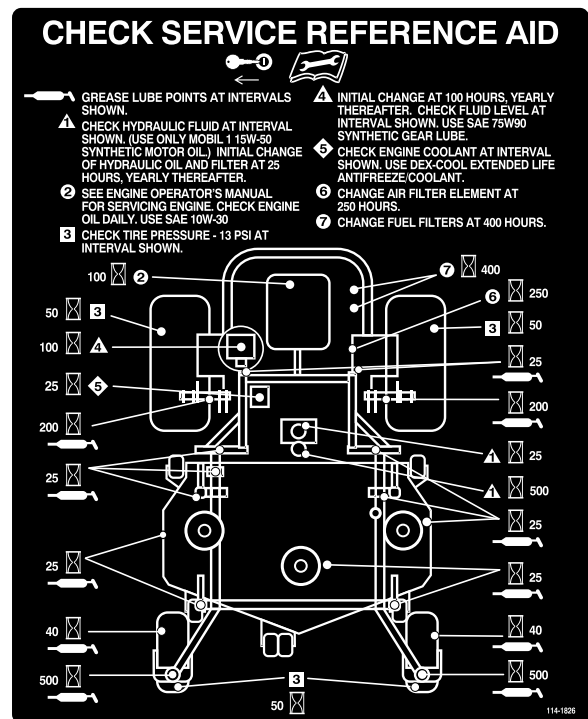 CHECK SERVICE REFERENCE AID
GREASE LUBE POINTS AT INTERVALS
SHOWN.
1 CHECK HYDRAULIC FLUID AT INTERVAL
SHOWN. (USE ONLY MOBIL 1 15W-50
SYNTHETIC MOTOR OIL.) INITIAL CHANGE
OF HYDRAULIC OIL AND FILTER AT 25
HOURS, YEARLY THEREAFTER.
2 SEE ENGINE OPERATOR'S MANUAL
FOR SERVICING ENGINE. CHECK ENGINE
OIL DAILY. USE SAE 10W-30
3 CHECK TIRE PRESSURE - 13 PSI AT
INTERVAL SHOWN.
4 INITIAL CHANGE AT 100 HOURS, YEARLY
THEREAFTER. CHECK FLUID LEVEL AT
INTERVAL SHOWN. USE SAE 75W90
SYNTHETIC GEAR LUBE.
5 CHECK ENGINE COOLANT AT INTERVAL
SHOWN. USE DEX-COOL EXTENDED LIFE
ANTIFREEZE/COOLANT.
6 CHANGE AIR FILTER ELEMENT AT
250 HOURS.
7 CHANGE FUEL FILTERS AT 400 HOURS.
100 2
7 400
6 250
50 3
3 50
100 4
25
25 5
200
200
1 25
25
1 500
25
25
25
40
40
500
500
3
50
114-1826